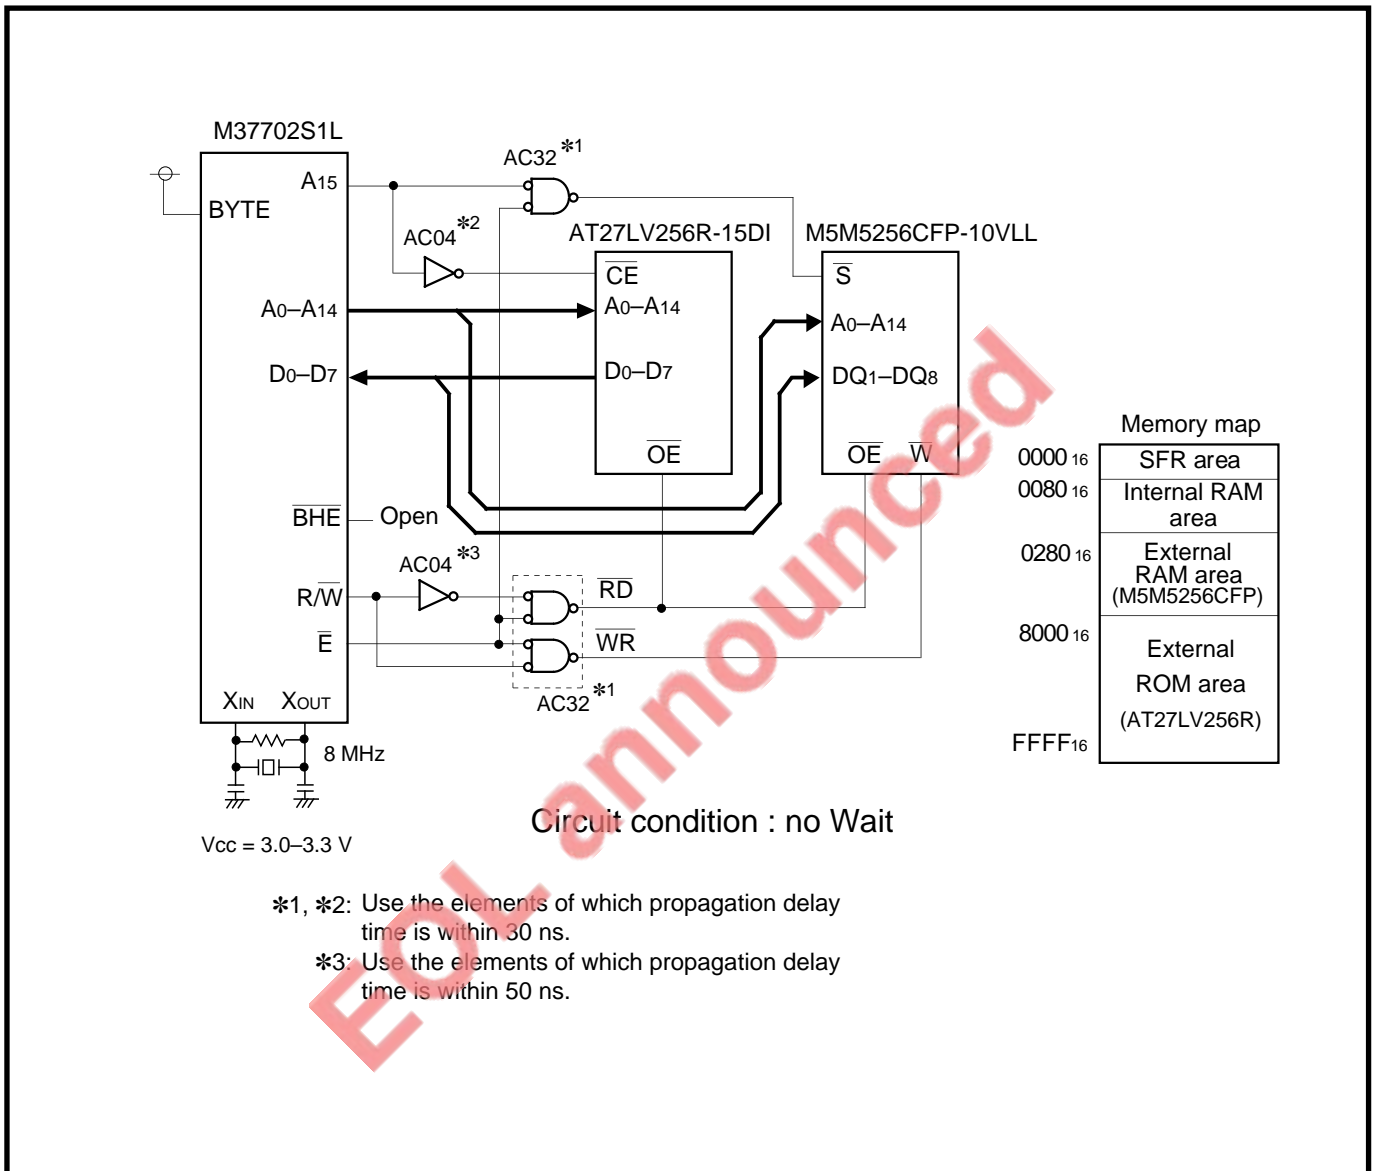 M37702S1L
A15
BYTE
AC32 *1
AC04 *2
AT27LV256R-15DI
M5M5256CFP-10VLL
CE
S
A0–A14
A0–A14
A0–A14
D0–D7
D0–D7
DQ1–DQ8
OE
OE
W
BHE
Open
AC04 *3
R/W
RD
E
WR
AC32 *1
XIN
XOUT
8 MHz
Vcc = 3.0–3.3 V
Memory map
0000 16
SFR area
0080 16
Internal RAM
area
0280 16
External
RAM area
(M5M5256CFP)
8000 16
External
ROM area
(AT27LV256R)
FFFF16
Circuit condition : no Wait
*1, *2: Use the elements of which propagation delay
time is within 30 ns.
*3: Use the elements of which propagation delay
time is within 50 ns.
EOL announced